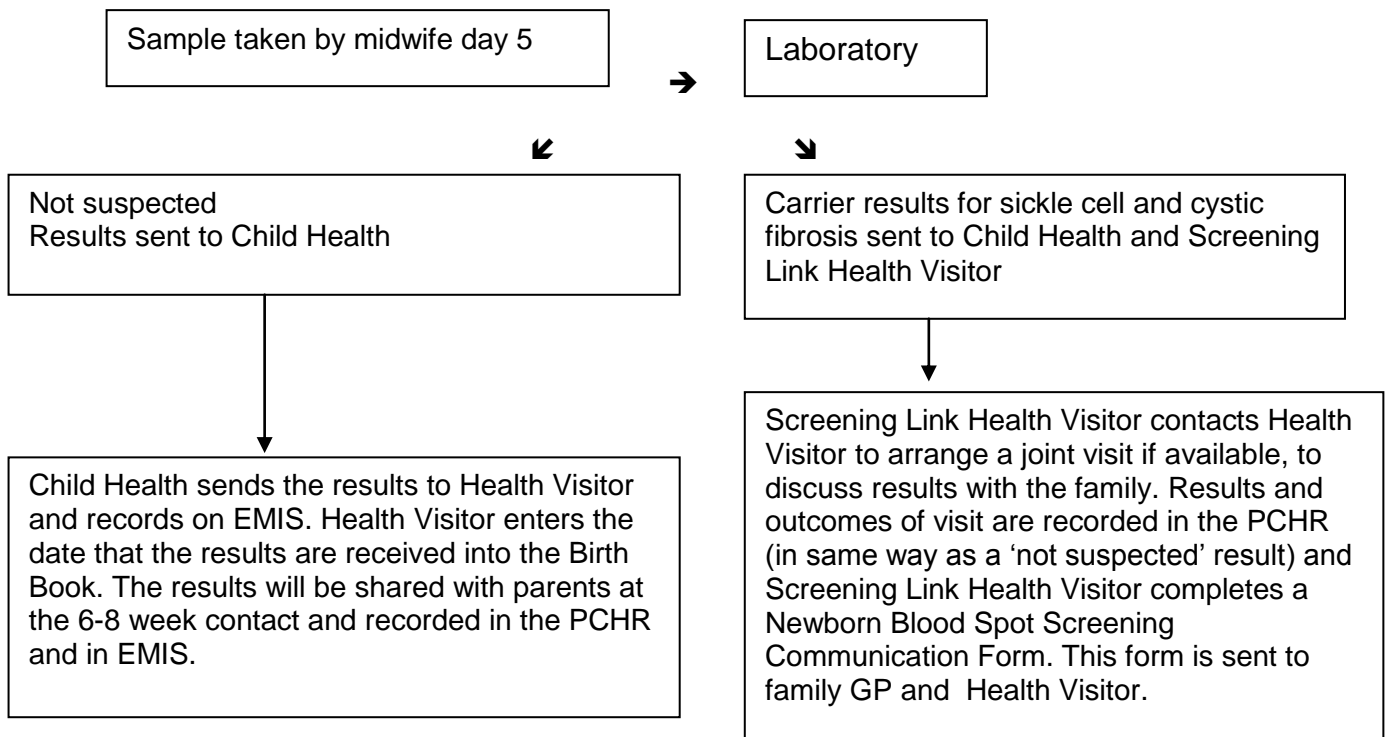 Sample taken by midwife day 5
➔
Laboratory
Not suspected
Results sent to Child Health
Carrier results for sickle cell and cystic
fibrosis sent to Child Health and Screening
Link Health Visitor
Child Health sends the results to Health Visitor
and records on EMIS. Health Visitor enters the
date that the results are received into the Birth
Book. The results will be shared with parents at
the 6-8 week contact and recorded in the PCHR
and in EMIS.
Screening Link Health Visitor contacts Health
Visitor to arrange a joint visit if available, to
discuss results with the family. Results and
outcomes of visit are recorded in the PCHR
(in same way as a ‘not suspected’ result) and
Screening Link Health Visitor completes a
Newborn Blood Spot Screening
Communication Form. This form is sent to
family GP and  Health Visitor.